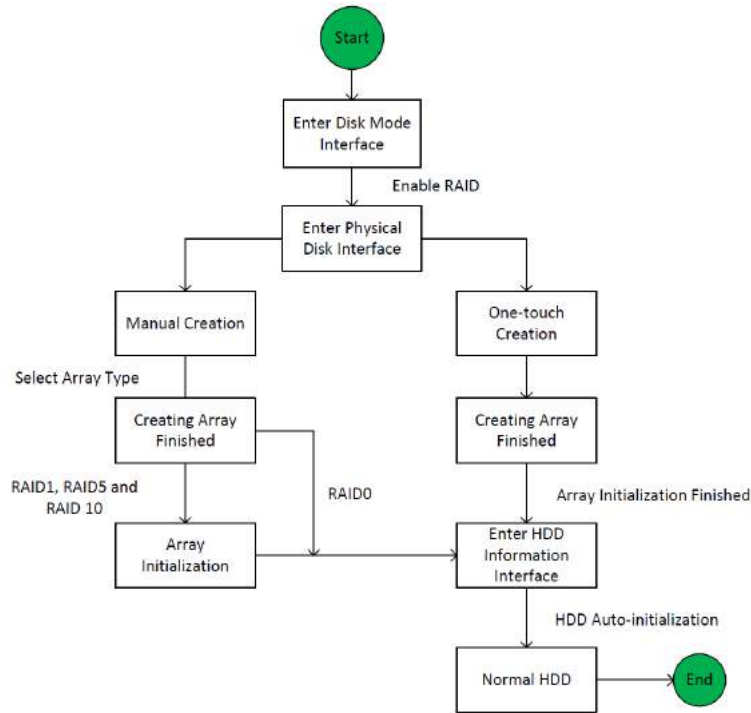 Start
Enter Disk Mode
Interface
Enable RAID
Enter Physical
Disk Interface
Manual Creation
One-touch
Creation
Select Array Type
Creating Array
Finished
Creating Array
Finished
RAID1, RAID5 and
RAID 10
RAID0
Array Initialization Finished
Array
Initialization
Enter HDD
Information
Interface
HDD Auto-initialization
Normal HDD
End